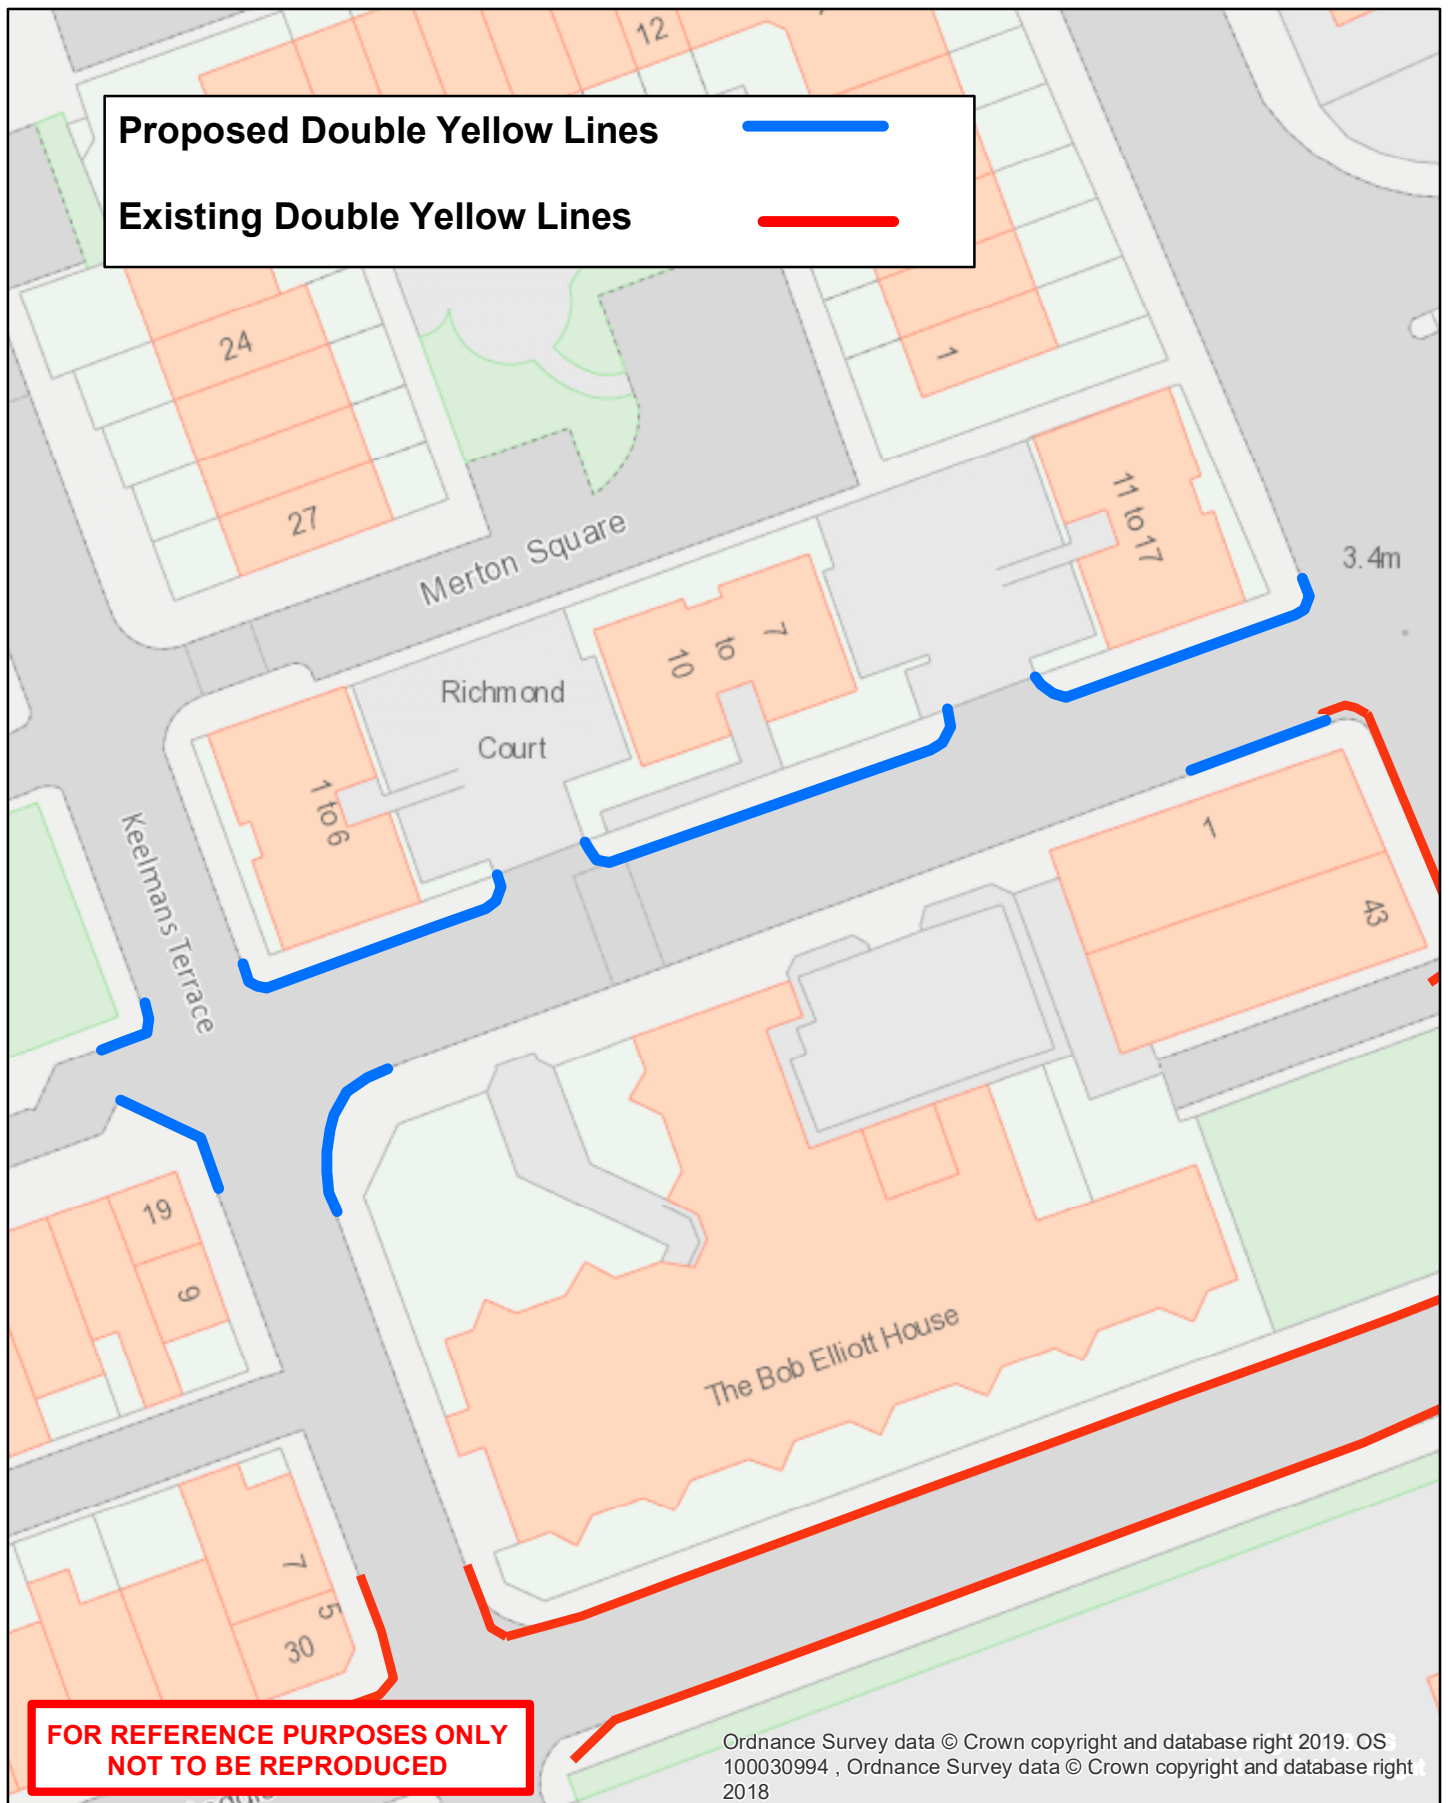 12
Proposed Double Yellow Lines
Existing Double Yellow Lines
24
1
27
Merton Square
11 to 17
3.4m
7
to
10
Richmond
Court
1 to 6
1
Keelmans Terrace
43
19
9
The Bob Elliott House
7
5
30
FOR REFERENCE PURPOSES ONLY
NOT TO BE REPRODUCED
Ordnance Survey data © Crown copyright and database right 2019. OS
100030994 , Ordnance Survey data © Crown copyright and database right
2018